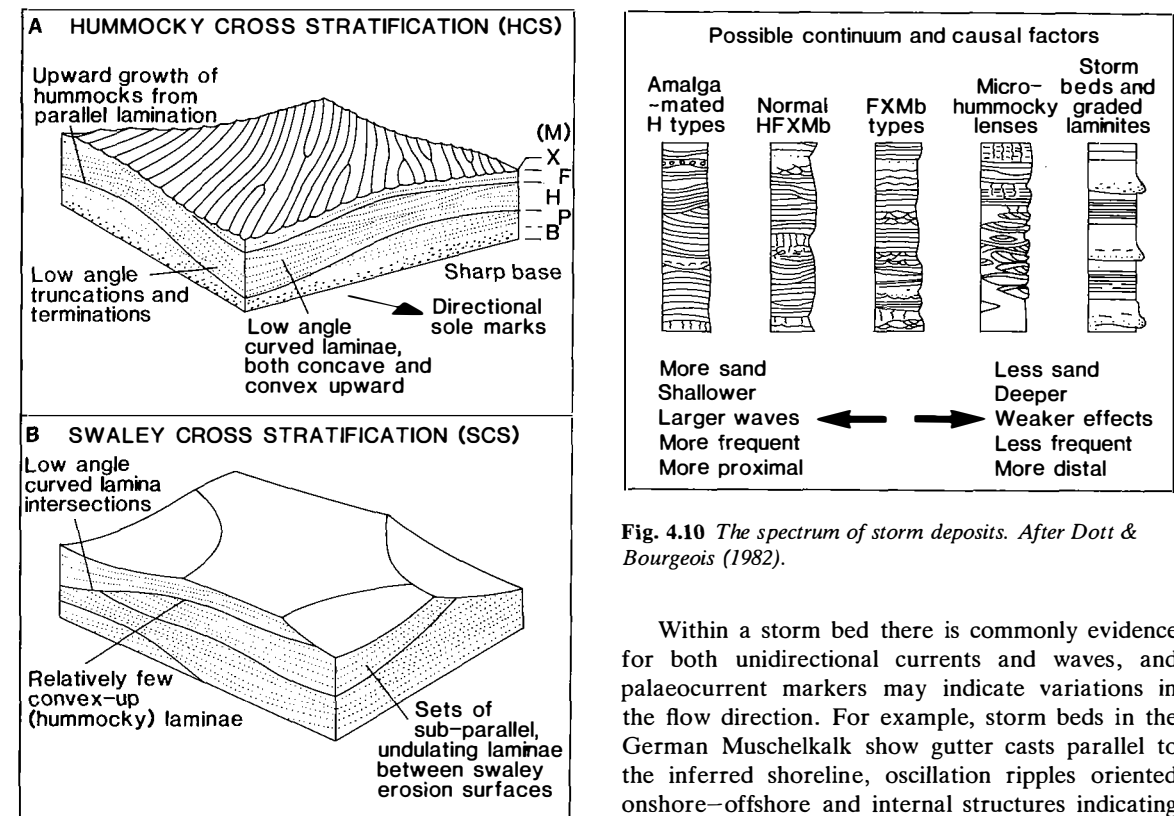 A HUMMOCKY CROSS STRATIFICATION (HCS)
Upward growth of
hummocks from
parallel lamination
(M)
X
F
H
P
B
Low angle
truncations and
terminations
Sharp base
Directional
sole marks
Low angle
curved laminae,
both concave and
convex upward
B SWALEY CROSS STRATIFICATION (SCS)
Low angle
curved lamina
intersections
Relatively few
convex-up
(hummocky) laminae
Sets of
sub-parallel,
undulating laminae
between swaley
erosion surfaces
Possible continuum and causal factors
Amalga
-mated
H types
Normal
HFXMb
FXMb
types
Micro-
hummocky
lenses
Storm
beds and
graded
laminites
More sand
Shallower
Larger waves
More frequent
More proximal
Less sand
Deeper
Weaker effects
Less frequent
More distal
Fig. 4.10 The spectrum of storm deposits. After Dott &
Bourgeois (1982).
Within a storm bed there is commonly evidence
for both unidirectional currents and waves, and
palaeocurrent markers may indicate variations in
the flow direction. For example, storm beds in the
German Muschelkalk show gutter casts parallel to
the inferred shoreline, oscillation ripples oriented
onshore–offshore and internal structures indicating